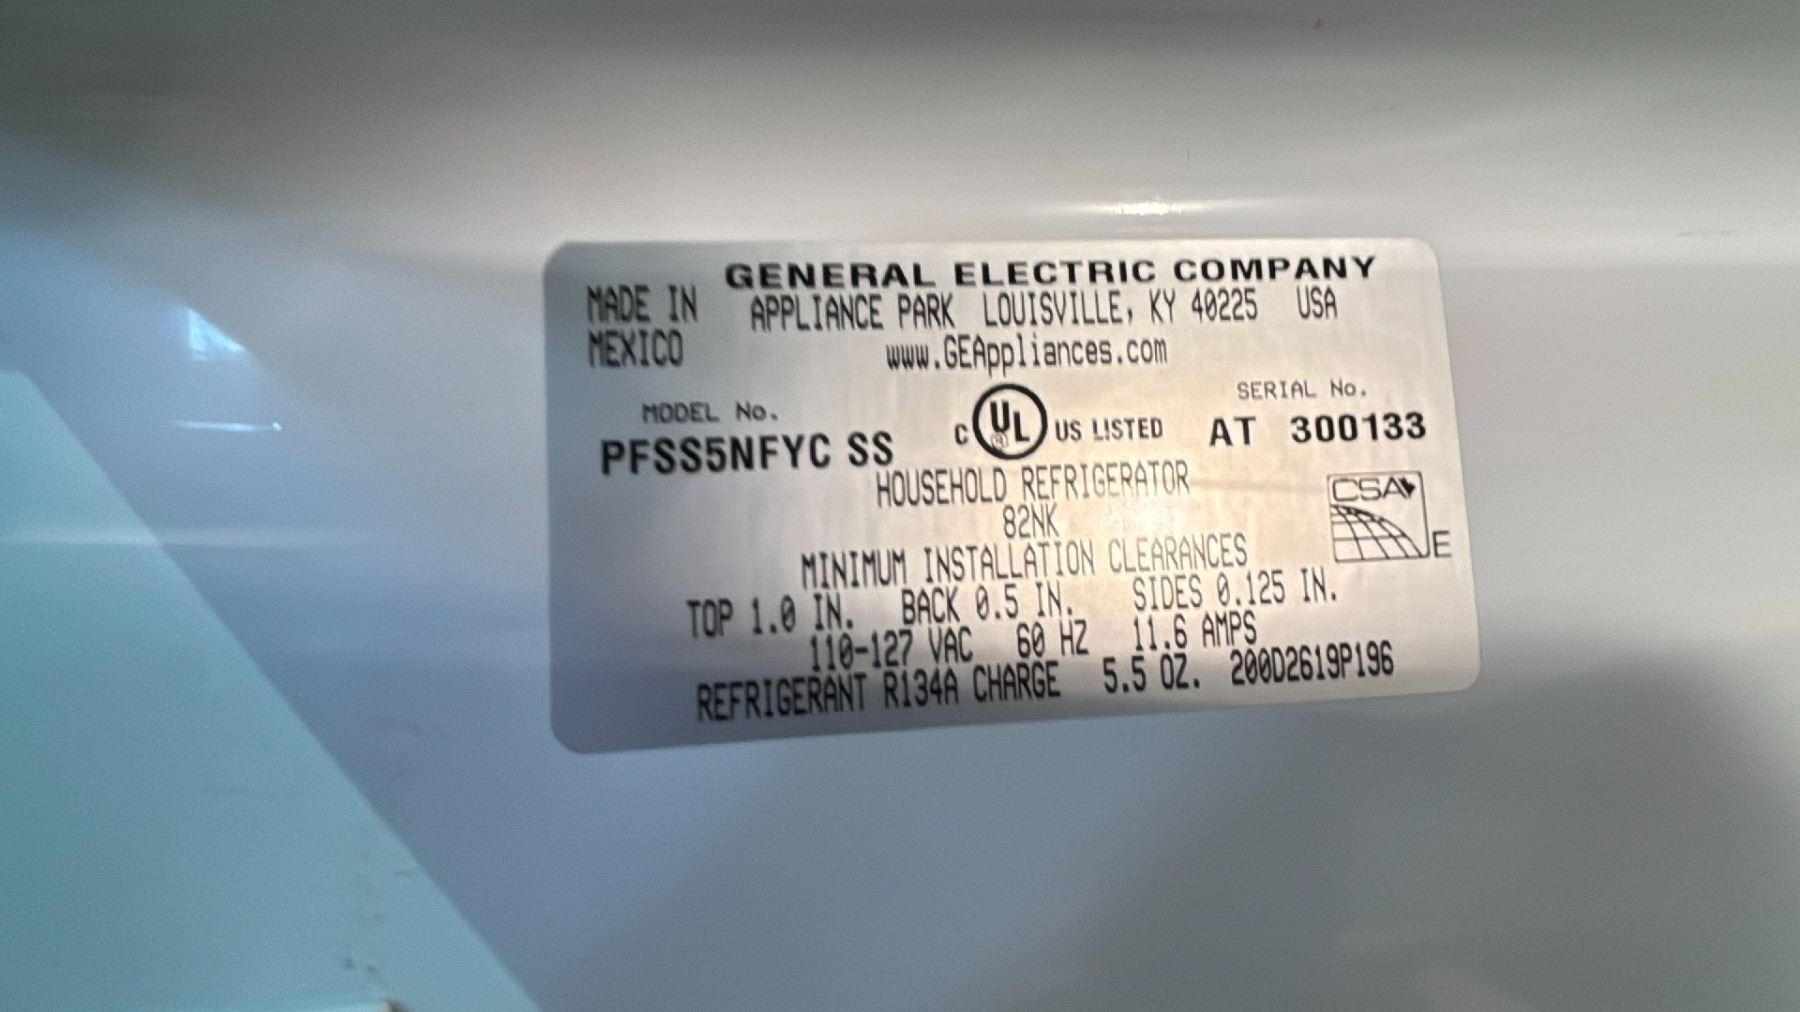 GENERAL ELECTRIC COMPANY
MADE IN APPLIANCE PARK LOUISVILLE, KY 40225 USA
MEXICO www.GEAppliances.com
MODEL No. SERIAL No.
PFSS5NFYC SS C UL ® US LISTED AT 300133
HOUSEHOLD REFRIGERATOR
82NK
CSA E
MINIMUM INSTALLATION CLEARANCES
TOP 1.0 IN. BACK 0.5 IN. SIDES 0.125 IN.
110-127 VAC 60 HZ 11.6 AMPS
REFRIGERANT R134A CHARGE 5.5 OZ. 200D2619P196